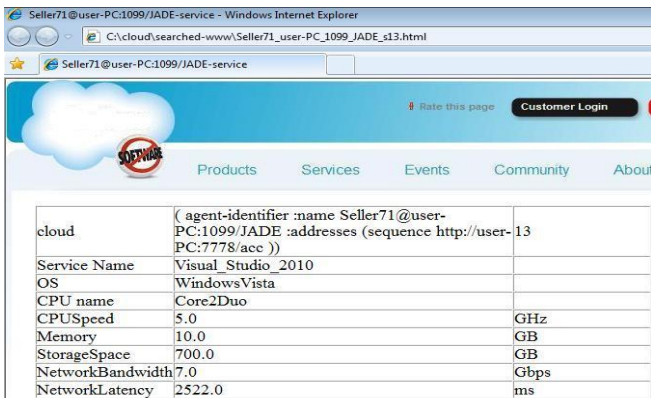 Seller71@user-PC:1099/JADE-service - Windows Internet Explorer
C:\cloud\searched-www\Seller71_user-PC_1099_JADE_s13.html
Seller71@user-PC:1099/JADE-service
Rate this page Customer Login
SOFTWARE
Products Services Events Community About
( agent-identifier :name Seller71@user-
cloud PC:1099/JADE :addresses (sequence http://user- 13
PC:7778/acc ))
Service Name Visual_Studio_2010
OS WindowsVista
CPU name Core2Duo
CPUSpeed 5.0 GHz
Memory 10.0 GB
StorageSpace 700.0 GB
NetworkBandwidth 7.0 Gbps
NetworkLatency 2522.0 ms